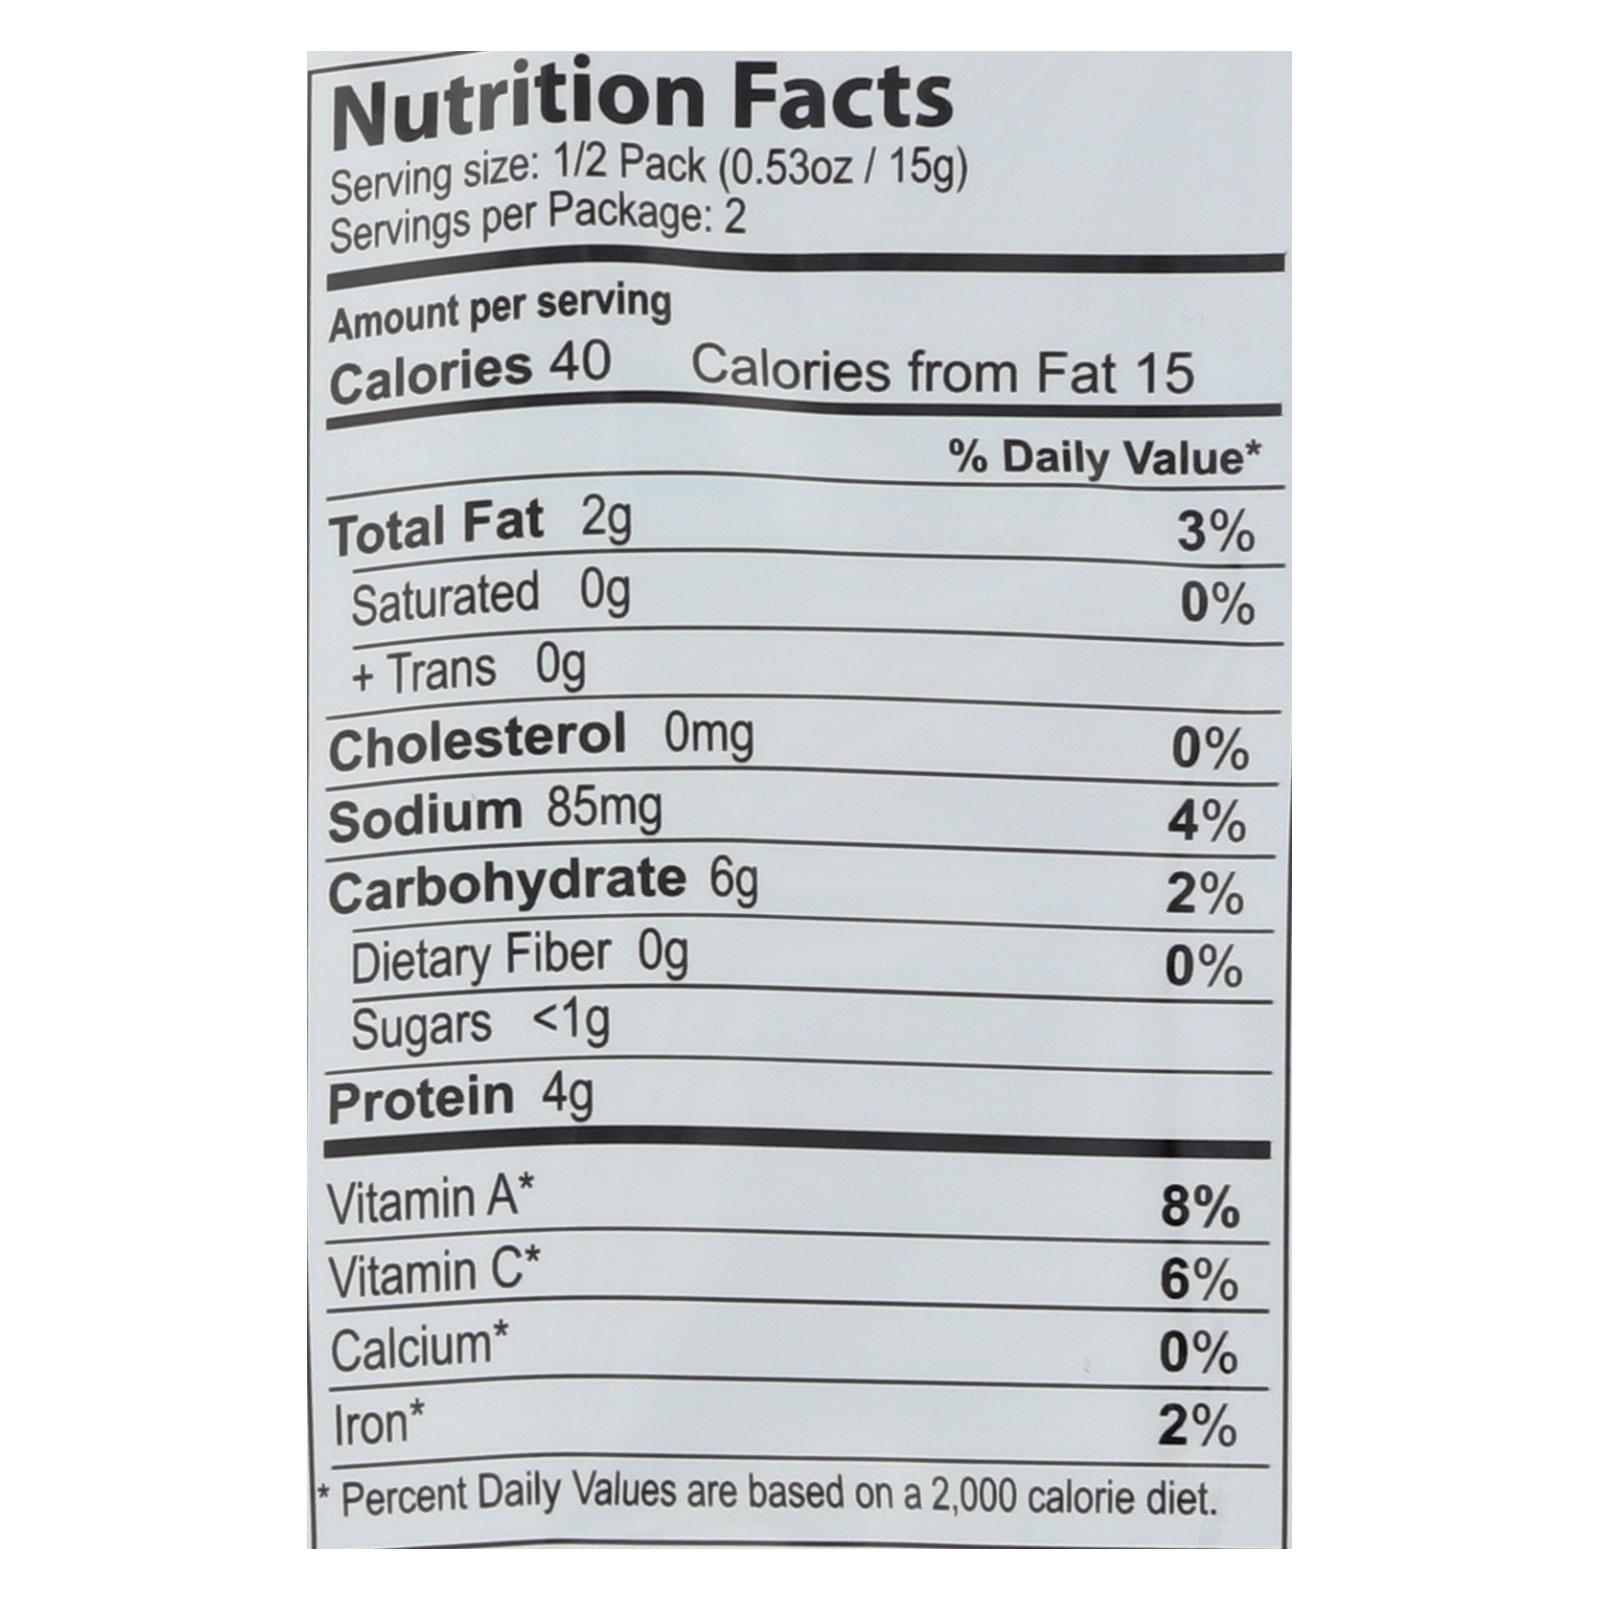 Nutrition Facts
Serving size: 1/2 Pack (0.53oz / 15g)
Servings per Package: 2
Amount per serving
Calories 40 Calories from Fat 15
% Daily Value*
Total Fat 2g 3%
Saturated 0g 0%
+ Trans 0g
Cholesterol 0mg 0%
Sodium 85mg 4%
Carbohydrate 6g 2%
Dietary Fiber 0g 0%
Sugars <1g
Protein 4g
Vitamin A* 8%
Vitamin C* 6%
Calcium* 0%
Iron* 2%
* Percent Daily Values are based on a 2,000 calorie diet.